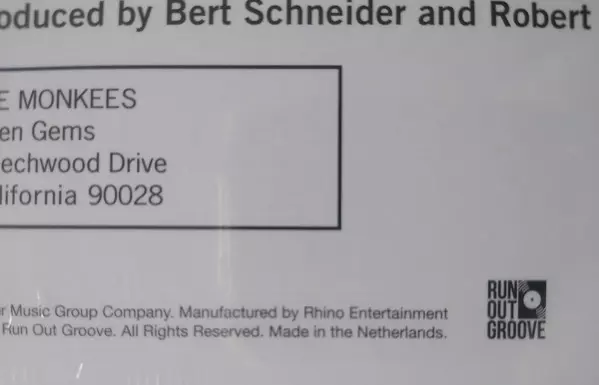 oduced by Bert Schneider and Robert
E MONKEES
en Gems
echwood Drive
lifornia 90028
r Music Group Company. Manufactured by Rhino Entertainment
Run Out Groove. All Rights Reserved. Made in the Netherlands.
RUN
OUT
GROOVE